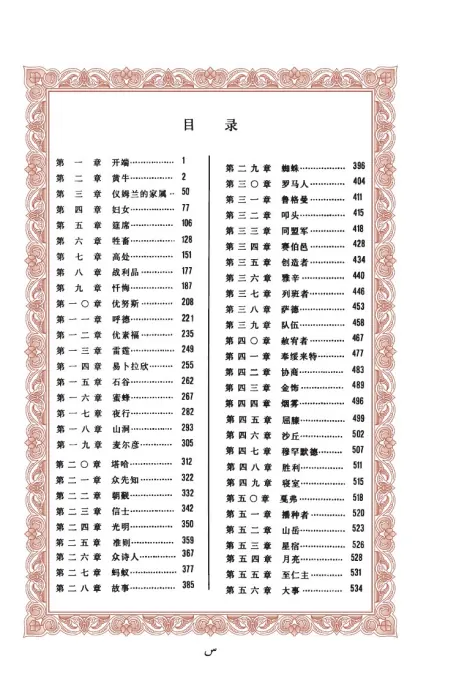 目 录
第 一 章 开端 1
第 二 章 黄牛 2
第 三 章 仪姆兰的家属 50
第 四 章 妇女 77
第 五 章 筵席 106
第 六 章 牲畜 128
第 七 章 高处 151
第 八 章 战利品 177
第 九 章 忏悔 187
第 一〇 章 优努斯 208
第 一一 章 呼德 221
第 一二 章 优素福 235
第 一三 章 雷霆 249
第 一四 章 易卜拉欣 255
第 一五 章 石谷 262
第 一六 章 蜜蜂 267
第 一七 章 夜行 282
第 一八 章 山洞 293
第 一九 章 麦尔彦 305
第 二〇 章 塔哈 312
第 二一 章 众先知 322
第 二二 章 朝觐 332
第 二三 章 信士 342
第 二四 章 光明 350
第 二五 章 准则 359
第 二六 章 众诗人 367
第 二七 章 蚂蚁 377
第 二八 章 故事 385
第 二九 章 蜘蛛 396
第 三〇 章 罗马人 404
第 三一 章 鲁格曼 411
第 三二 章 叩头 415
第 三三 章 同盟军 418
第 三四 章 赛伯邑 428
第 三五 章 创造者 434
第 三六 章 雅辛 440
第 三七 章 列班者 446
第 三八 章 萨德 453
第 三九 章 队伍 458
第 四〇 章 赦宥者 467
第 四一 章 奉绥来特 477
第 四二 章 协商 483
第 四三 章 金饰 489
第 四四 章 烟雾 496
第 四五 章 屈膝 499
第 四六 章 沙丘 502
第 四七 章 穆罕默德 507
第 四八 章 胜利 511
第 四九 章 寝室 515
第 五〇 章 戛弗 518
第 五一 章 播种者 520
第 五二 章 山岳 523
第 五三 章 星宿 526
第 五四 章 月亮 528
第 五五 章 至仁主 531
第 五六 章 大事 534
س